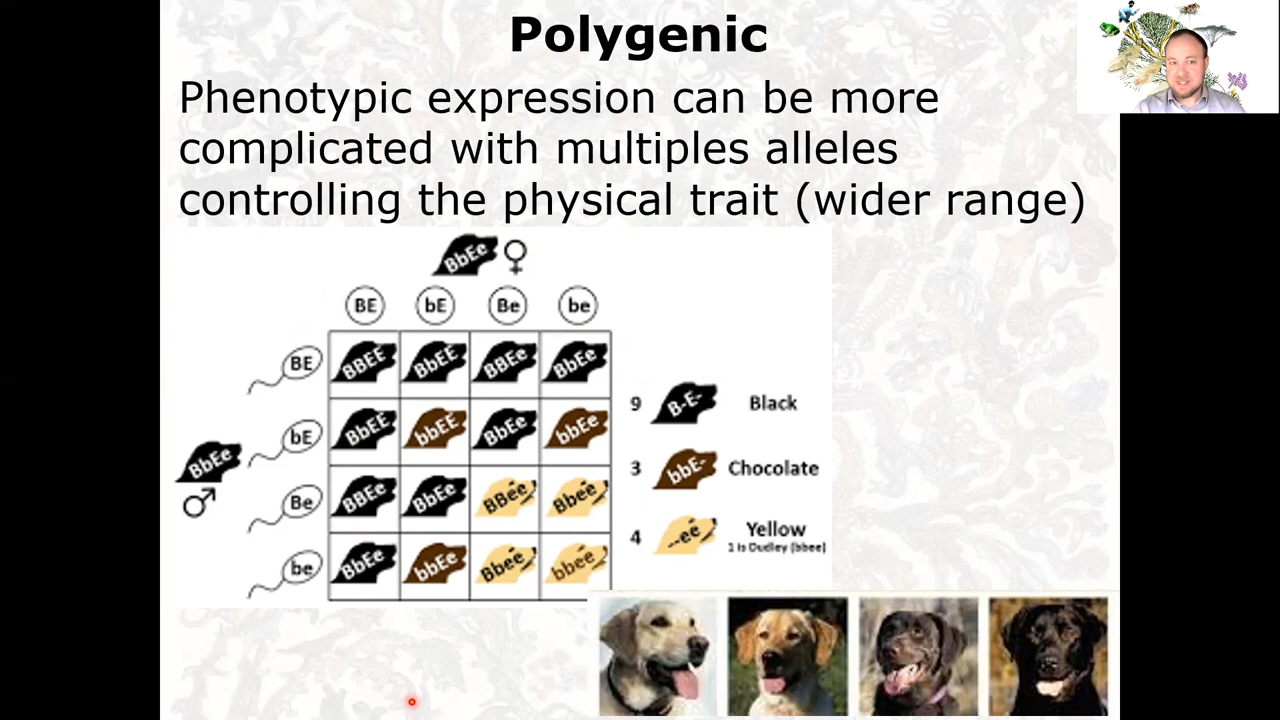 Polygenic
Phenotypic expression can be more
complicated with multiples alleles
controlling the physical trait (wider range)
BbEe ♀
BE bE Be be
BE BBEE BbEE BBEe BbEe
bE BbEE bbEE BbEe bbEe
BbEe ♂
Be BBEe BbEe BBee Bbee
be BbEe bbEe Bbee bbee
9 B-E- Black
3 bbE- Chocolate
4 --ee Yellow
1 is Dudley (bbee)